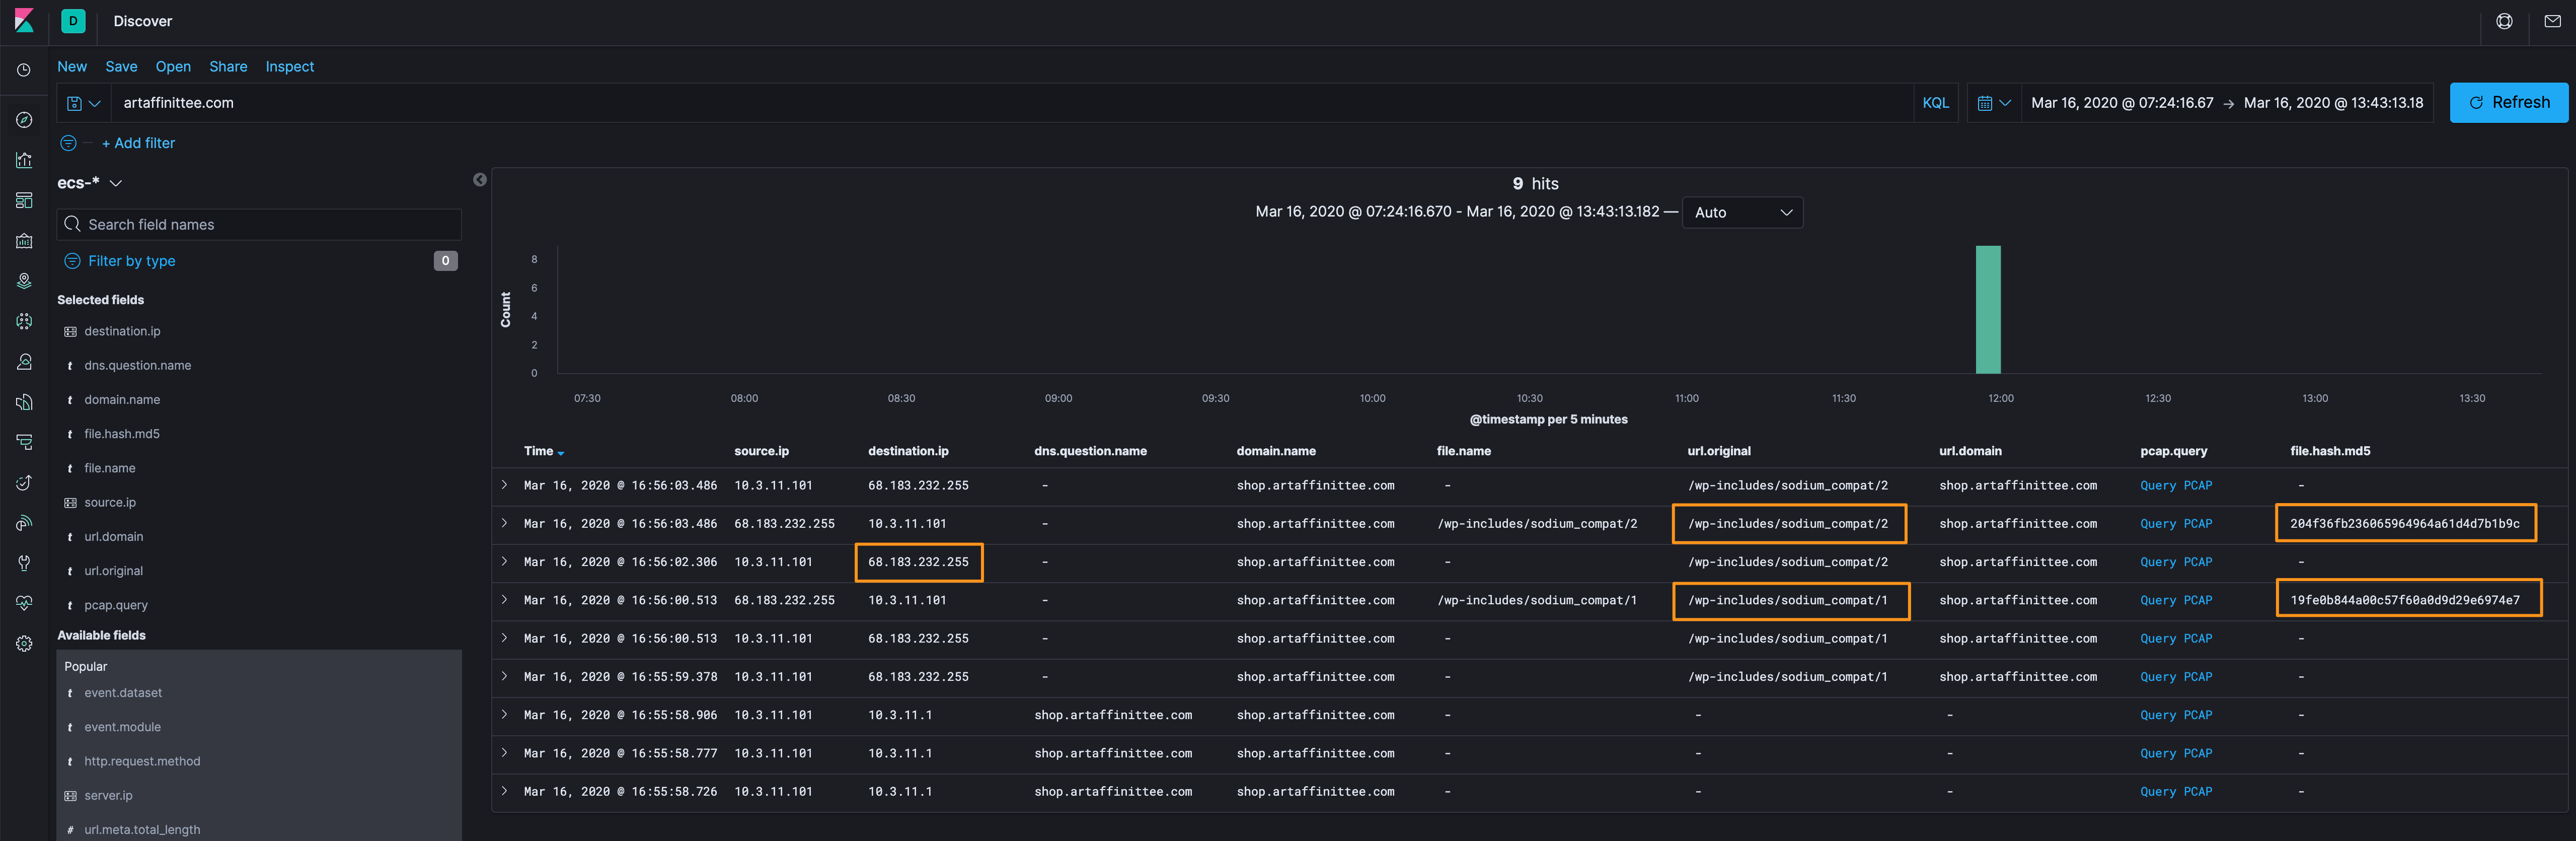 D Discover
New Save Open Share Inspect
artaffinittee.com KQL Mar 16, 2020 @ 07:24:16.67 → Mar 16, 2020 @ 13:43:13.18 Refresh
+ Add filter
ecs-*
Search field names
Filter by type 0
Selected fields
destination.ip
t dns.question.name
t domain.name
t file.hash.md5
t file.name
source.ip
t url.domain
t url.original
t pcap.query
Available fields
Popular
t event.dataset
t event.module
t http.request.method
server.ip
# url.meta.total_length
9 hits
Mar 16, 2020 @ 07:24:16.670 - Mar 16, 2020 @ 13:43:13.182 — Auto
Count
8
6
4
2
0
07:30 08:00 08:30 09:00 09:30 10:00 10:30 11:00 11:30 12:00 12:30 13:00 13:30
@timestamp per 5 minutes
Time source.ip destination.ip dns.question.name domain.name file.name url.original url.domain pcap.query file.hash.md5
Mar 16, 2020 @ 16:56:03.486 10.3.11.101 68.183.232.255 - shop.artaffinittee.com - /wp-includes/sodium_compat/2 shop.artaffinittee.com Query PCAP -
Mar 16, 2020 @ 16:56:03.486 68.183.232.255 10.3.11.101 - shop.artaffinittee.com /wp-includes/sodium_compat/2 /wp-includes/sodium_compat/2 shop.artaffinittee.com Query PCAP 204f36fb236065964964a61d4d7b1b9c
Mar 16, 2020 @ 16:56:02.306 10.3.11.101 68.183.232.255 - shop.artaffinittee.com - /wp-includes/sodium_compat/2 shop.artaffinittee.com Query PCAP -
Mar 16, 2020 @ 16:56:00.513 68.183.232.255 10.3.11.101 - shop.artaffinittee.com /wp-includes/sodium_compat/1 /wp-includes/sodium_compat/1 shop.artaffinittee.com Query PCAP 19fe0b844a00c57f60a0d9d29e6974e7
Mar 16, 2020 @ 16:56:00.513 10.3.11.101 68.183.232.255 - shop.artaffinittee.com - /wp-includes/sodium_compat/1 shop.artaffinittee.com Query PCAP -
Mar 16, 2020 @ 16:55:59.378 10.3.11.101 68.183.232.255 - shop.artaffinittee.com - /wp-includes/sodium_compat/1 shop.artaffinittee.com Query PCAP -
Mar 16, 2020 @ 16:55:58.906 10.3.11.101 10.3.11.1 shop.artaffinittee.com shop.artaffinittee.com - - - Query PCAP -
Mar 16, 2020 @ 16:55:58.777 10.3.11.101 10.3.11.1 shop.artaffinittee.com shop.artaffinittee.com - - - Query PCAP -
Mar 16, 2020 @ 16:55:58.726 10.3.11.101 10.3.11.1 shop.artaffinittee.com shop.artaffinittee.com - - - Query PCAP -